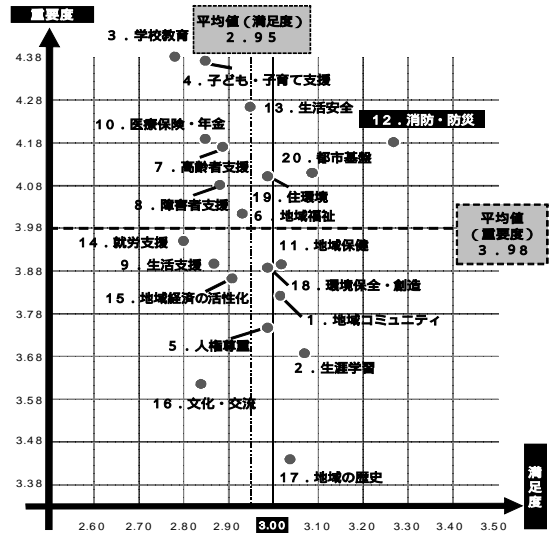 重要度
平均値（満足度）
２．９５
３．学校教育
4.38
４．子ども・子育て支援
4.28
１３．生活安全
１２．消防・防災
１０．医療保険・年金
4.18
２０．都市基盤
７．高齢者支援
4.08
１９．住環境
８．障害者支援
６．地域福祉
平均値
（重要度）
３．９８
3.98
１４．就労支援
１１．地域保健
９．生活支援
3.88
１８．環境保全・創造
１５．地域経済の活性化
3.78
１．地域コミュニティ
５．人権尊重
3.68
２．生涯学習
3.58
１６．文化・交流
3.48
１７．地域の歴史
3.38
満足度
2.60 2.70 2.80 2.90 3.00 3.10 3.20 3.30 3.40 3.50